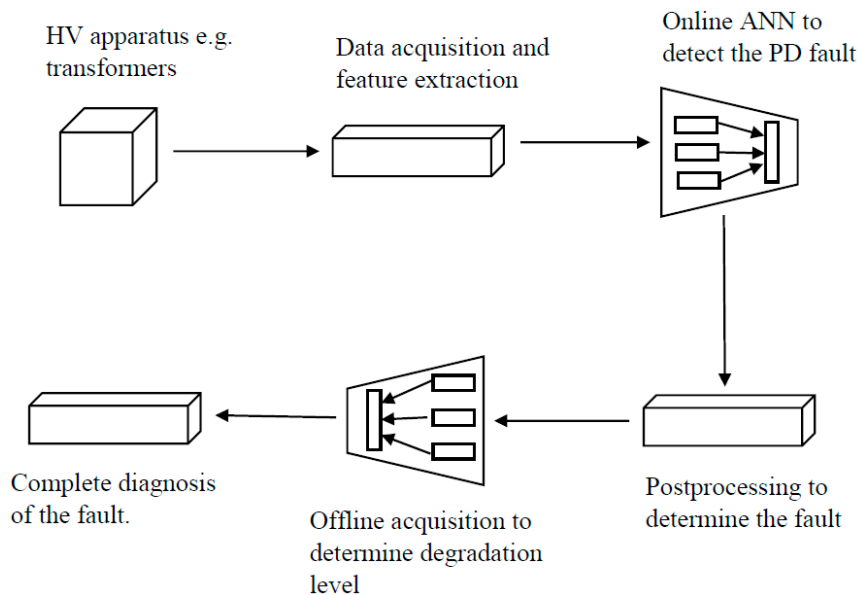 HV apparatus e.g.
transformers
Data acquisition and
feature extraction
Online ANN to
detect the PD fault
Postprocessing to
determine the fault
Offline acquisition to
determine degradation
level
Complete diagnosis
of the fault.